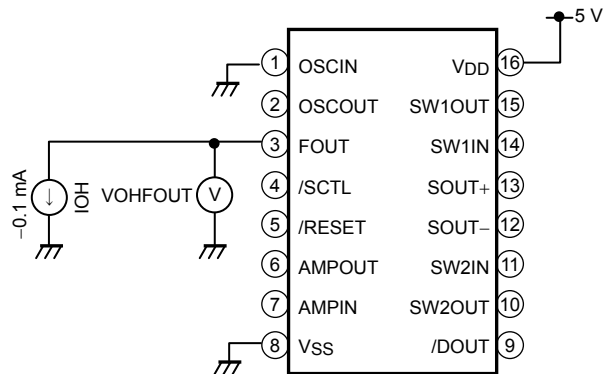 5 V
1 OSCIN VDD 16
2 OSCOUT SW1OUT 15
3 FOUT SW1IN 14
4 /SCTL SOUT+ 13
5 /RESET SOUT− 12
6 AMPOUT SW2IN 11
7 AMPIN SW2OUT 10
8 VSS /DOUT 9
−0.1 mA
IOH
VOHFOUT
V